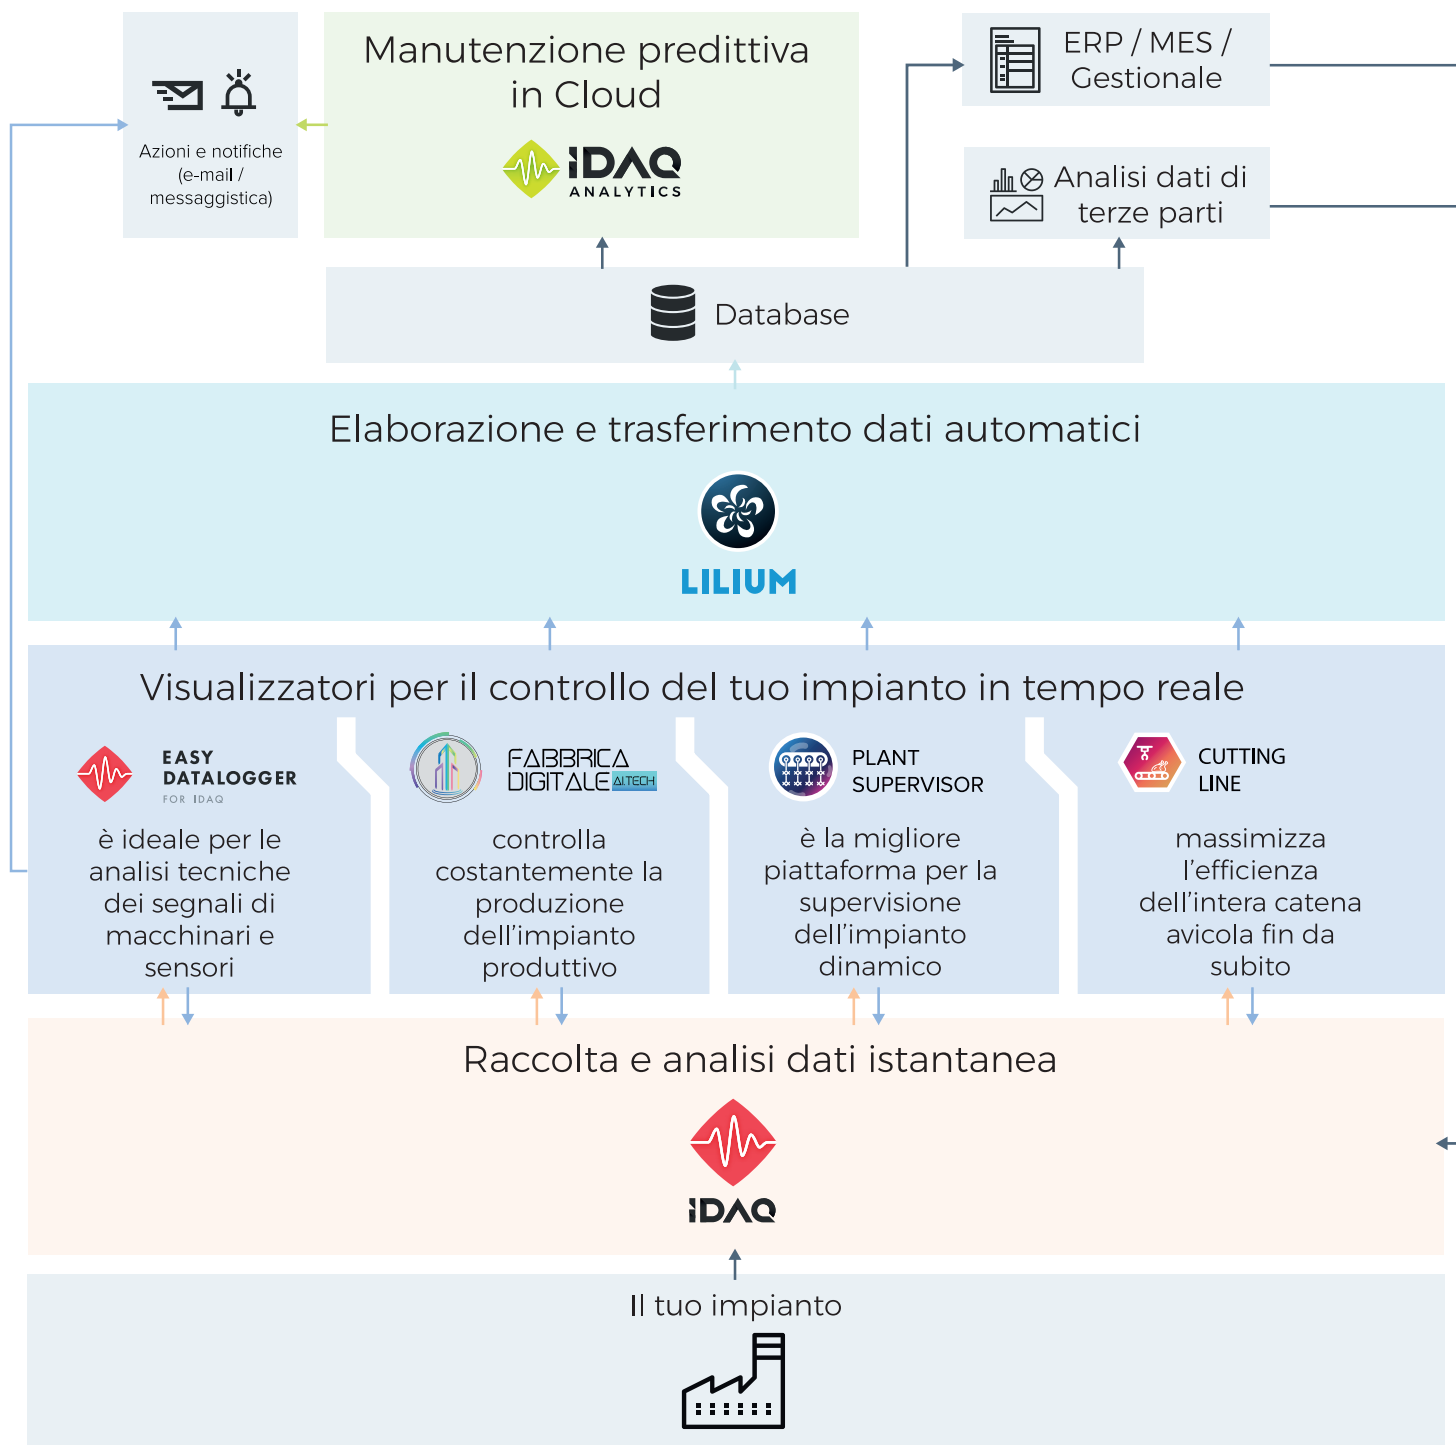 Manutenzione predittiva
in Cloud
IDAQ
ANALYTICS
Azioni e notifiche
(e-mail /
messaggistica)
ERP / MES /
Gestionale
Analisi dati di
terze parti
Database
Elaborazione e trasferimento dati automatici
LILIUM
Visualizzatori per il controllo del tuo impianto in tempo reale
EASY
DATALOGGER
FOR IDAQ
è ideale per le
analisi tecniche
dei segnali di
macchinari e
sensori
FABBRICA
DIGITALE AI.TECH
controlla
costantemente la
produzione
dell'impianto
produttivo
PLANT
SUPERVISOR
è la migliore
piattaforma per la
supervisione
dell'impianto
dinamico
CUTTING
LINE
massimizza
l'efficienza
dell'intera catena
avicola fin da
subito
Raccolta e analisi dati istantanea
IDAQ
Il tuo impianto